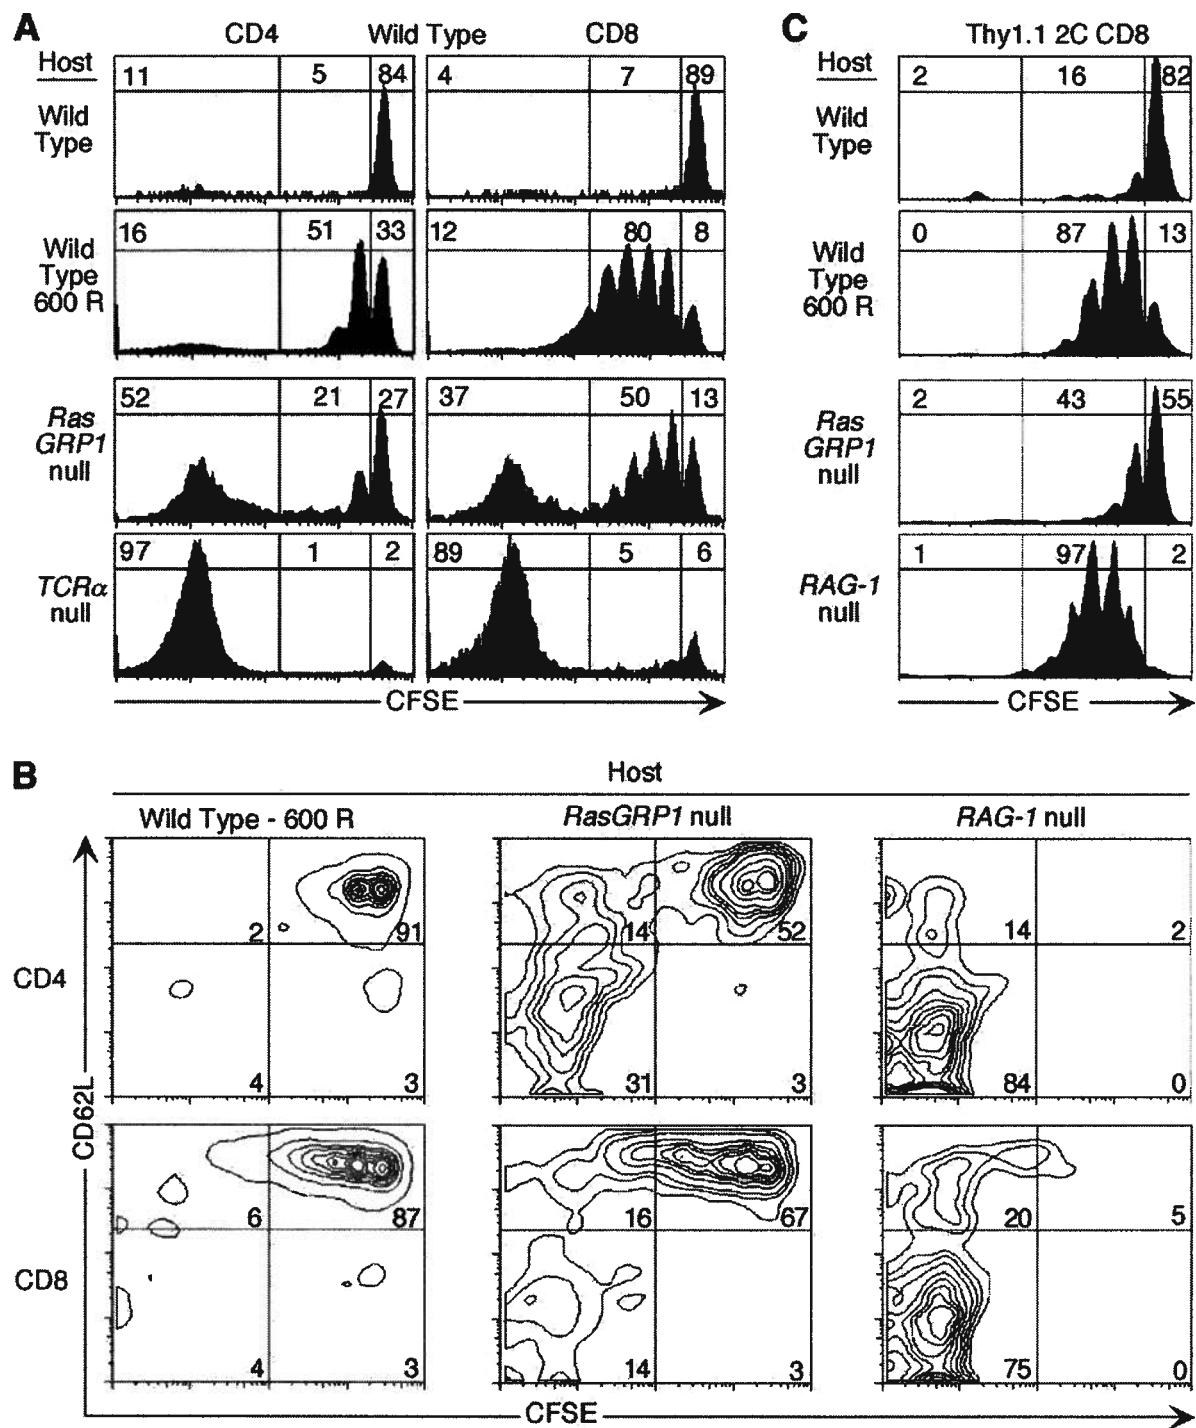 A
CD4 Wild Type CD8
Host
11 5 84 4 7 89
Wild
Type
16 51 33 12 80 8
Wild
Type
600 R
52 21 27 37 50 13
Ras
GRP1
null
97 1 2 89 5 6
TCRα
null
CFSE
C
Thy1.1 2C CD8
Host
2 16 82
Wild
Type
0 87 13
Wild
Type
600 R
2 43 55
Ras
GRP1
null
1 97 2
RAG-1
null
CFSE
B
Host
Wild Type - 600 R RasGRP1 null RAG-1 null
2 91 14 52 14 2
CD4
4 3 31 3 84 0
CD62L
6 87 16 67 20 5
CD8
4 3 14 3 75 0
CFSE